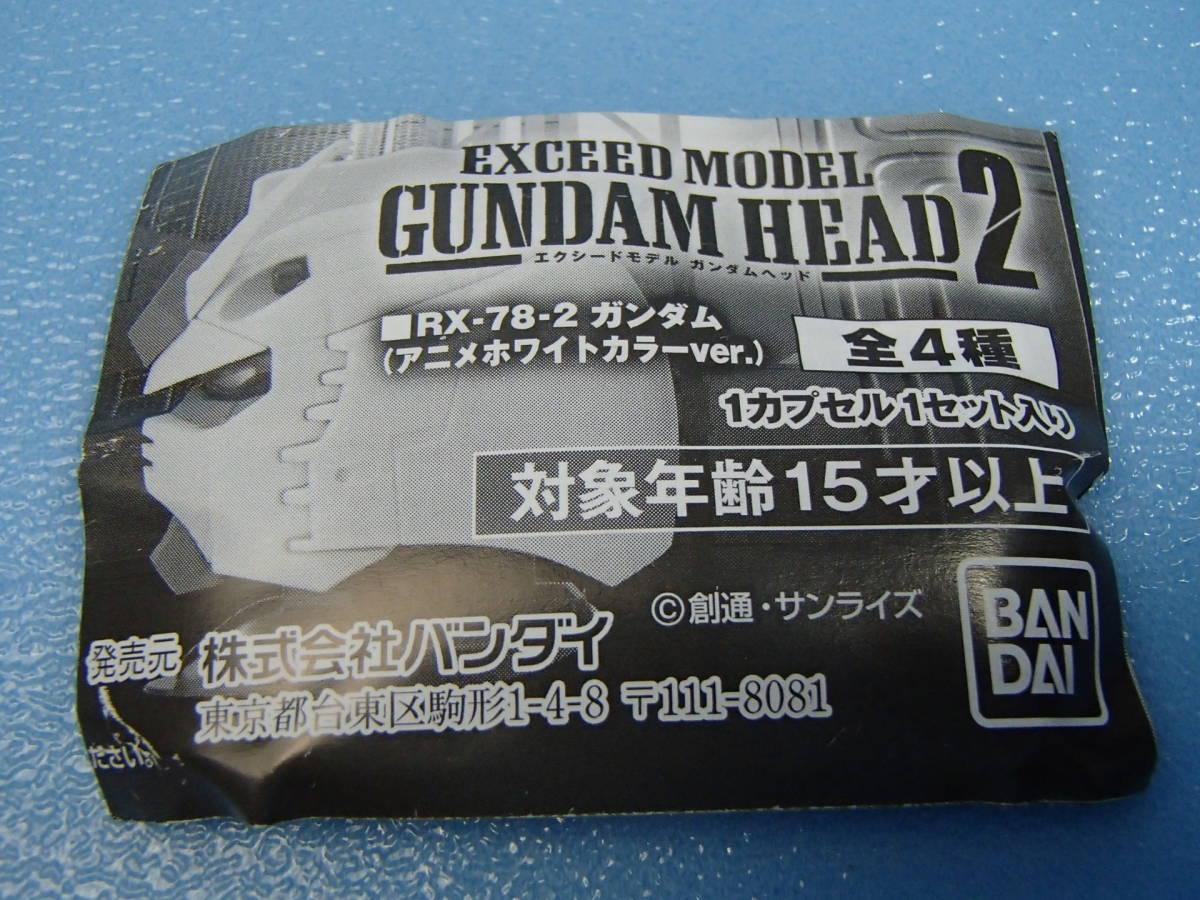 EXCEED MODEL
GUNDAM HEAD 2
エクシードモデル ガンダムヘッド
■RX-78-2 ガンダム
(アニメホワイトカラーver.)
全4種
1カプセル1セット入り
対象年齢15才以上
©創通・サンライズ
BAN
DAI
発売元 株式会社バンダイ
東京都台東区駒形1-4-8 〒111-8081
ださい。